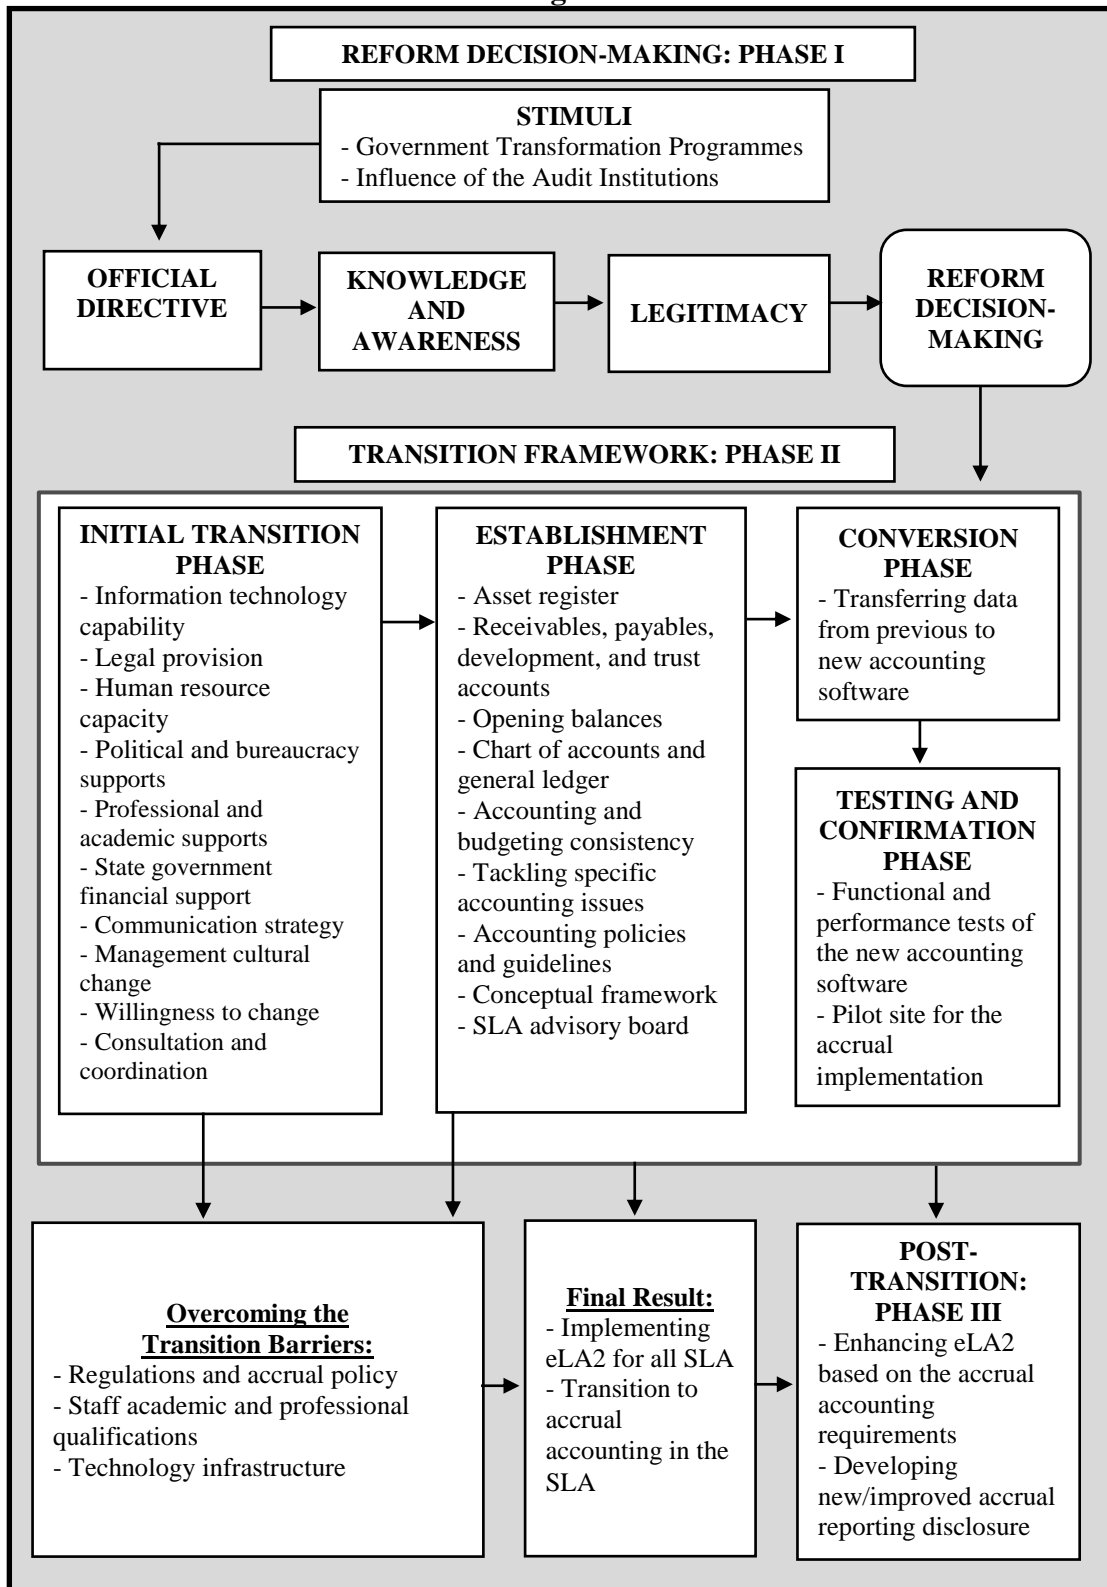 REFORM DECISION-MAKING: PHASE I
STIMULI
- Government Transformation Programmes
- Influence of the Audit Institutions
OFFICIAL
DIRECTIVE
KNOWLEDGE
AND
AWARENESS
LEGITIMACY
REFORM
DECISION-
MAKING
TRANSITION FRAMEWORK: PHASE II
INITIAL TRANSITION
PHASE
- Information technology
capability
- Legal provision
- Human resource
capacity
- Political and bureaucracy
supports
- Professional and
academic supports
- State government
financial support
- Communication strategy
- Management cultural
change
- Willingness to change
- Consultation and
coordination
ESTABLISHMENT
PHASE
- Asset register
- Receivables, payables,
development, and trust
accounts
- Opening balances
- Chart of accounts and
general ledger
- Accounting and
budgeting consistency
- Tackling specific
accounting issues
- Accounting policies
and guidelines
- Conceptual framework
- SLA advisory board
CONVERSION
PHASE
- Transferring data
from previous to
new accounting
software
TESTING AND
CONFIRMATION
PHASE
- Functional and
performance tests of
the new accounting
software
- Pilot site for the
accrual
implementation
Overcoming the
Transition Barriers:
- Regulations and accrual policy
- Staff academic and professional
qualifications
- Technology infrastructure
Final Result:
- Implementing
eLA2 for all SLA
- Transition to
accrual
accounting in the
SLA
POST-
TRANSITION:
PHASE III
- Enhancing eLA2
based on the accrual
accounting
requirements
- Developing
new/improved accrual
reporting disclosure